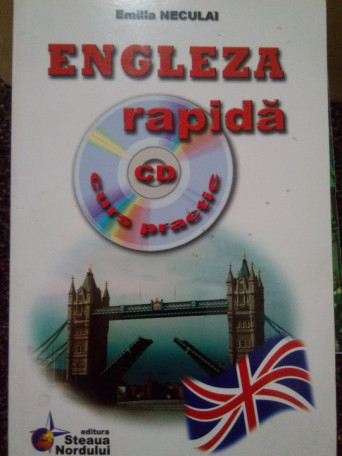 Emilia NECULAI
ENGLEZA
rapidă
CD
curs practic
editura
Steaua
Nordului